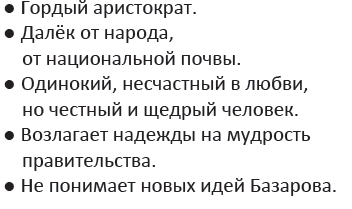 ● Гордый аристократ.
● Далёк от народа,
от национальной почвы.
● Одинокий, несчастный в любви,
но честный и щедрый человек.
● Возлагает надежды на мудрость
правительства.
● Не понимает новых идей Базарова.